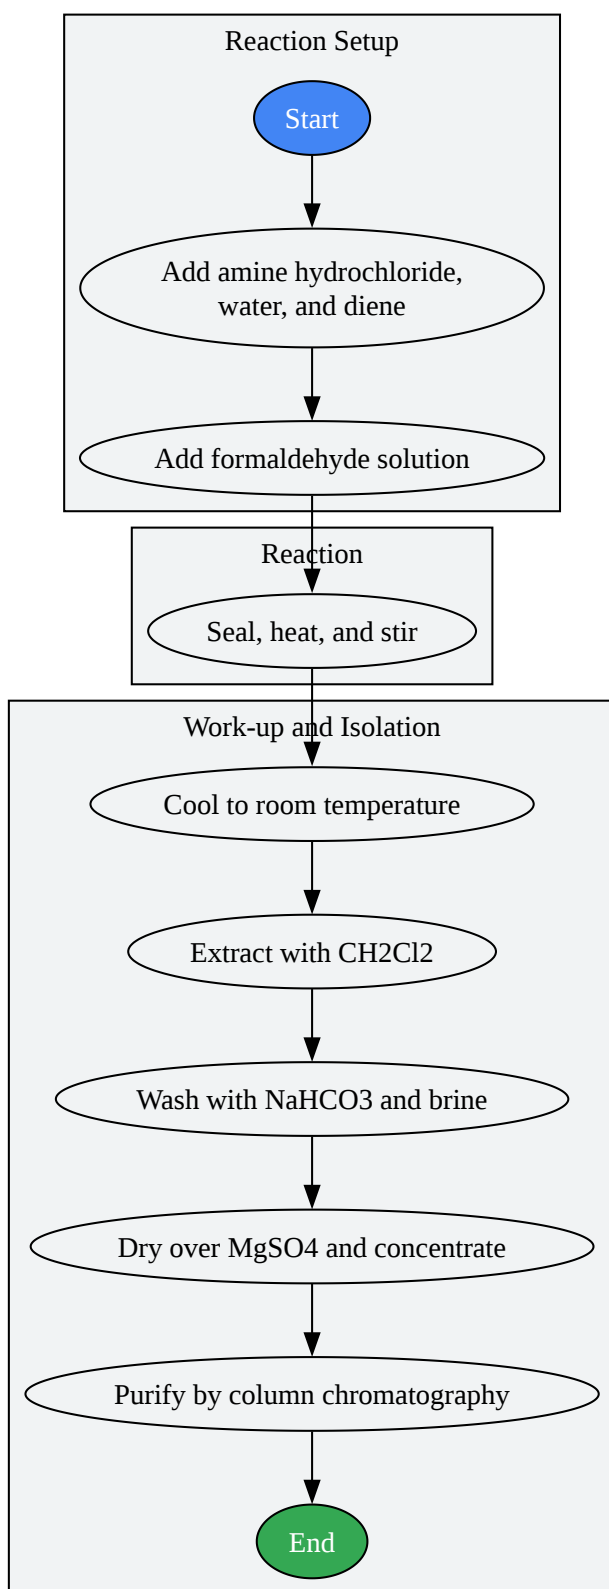 Reaction Setup
Start
Add amine hydrochloride,
water, and diene
Add formaldehyde solution
Reaction
Seal, heat, and stir
Work-up and Isolation
Cool to room temperature
Extract with CH2Cl2
Wash with NaHCO3 and brine
Dry over MgSO4 and concentrate
Purify by column chromatography
End